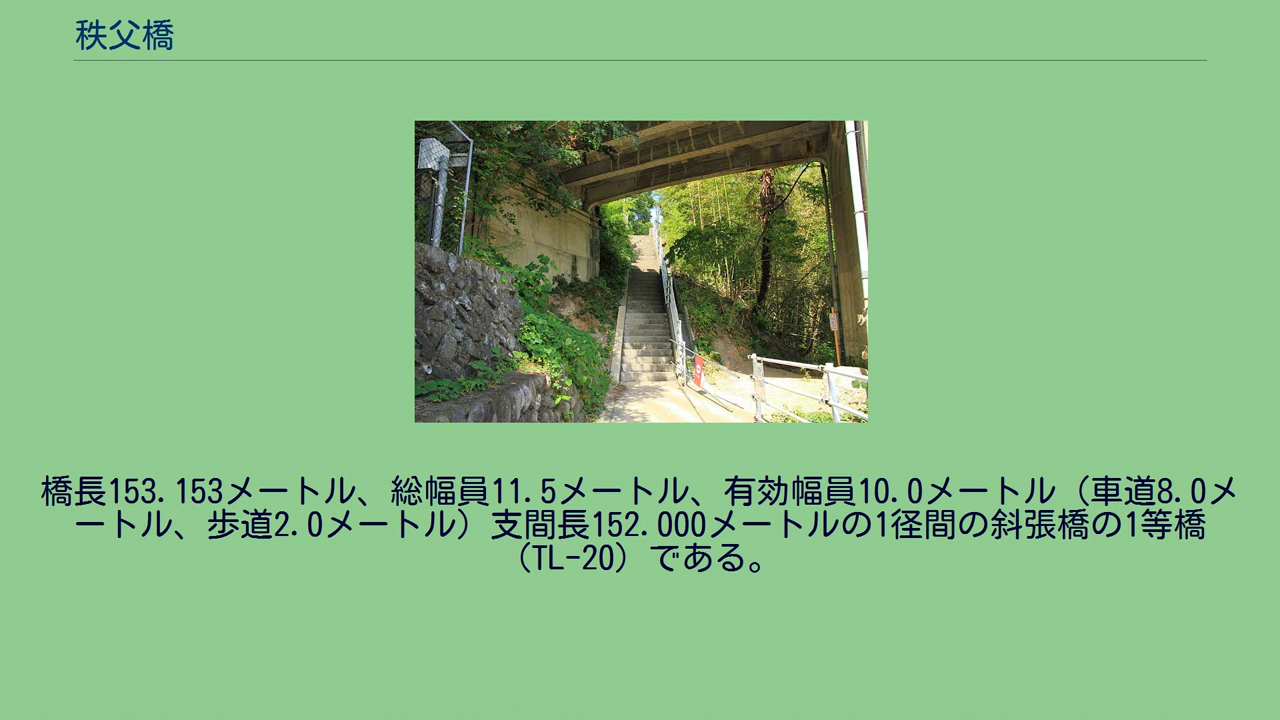 秩父橋
橋長153.153メートル、総幅員11.5メートル、有効幅員10.0メートル（車道8.0メ
ートル、歩道2.0メートル）支間長152.000メートルの1径間の斜張橋の1等橋
（TL-20）である。